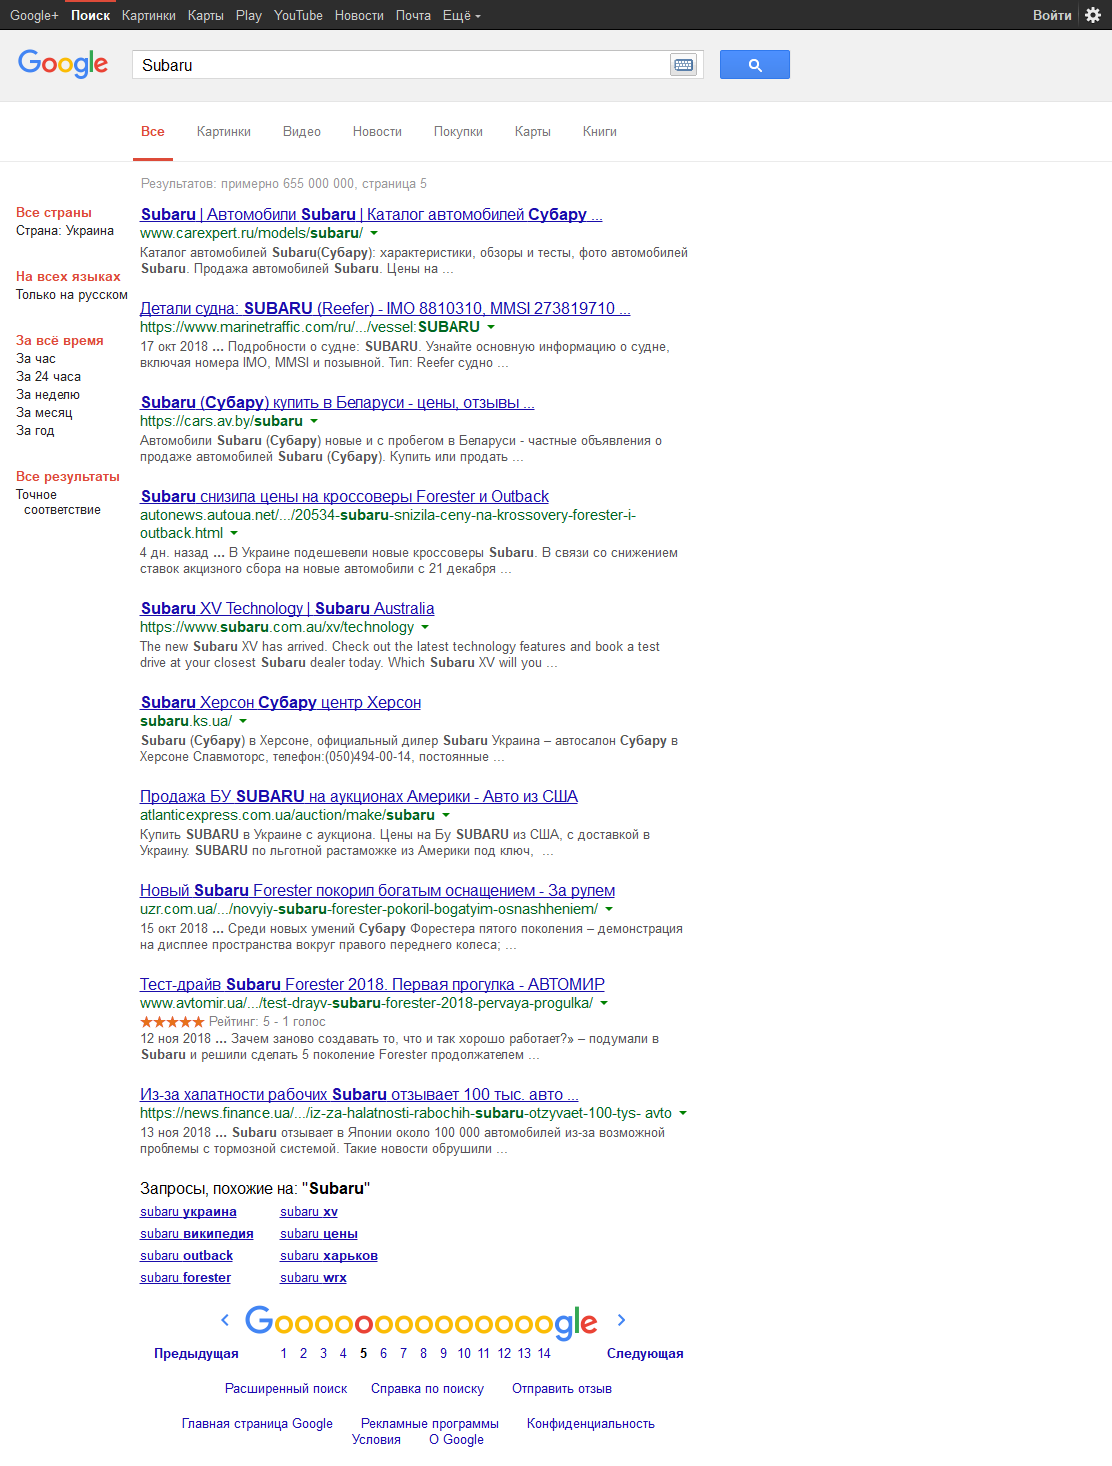 Google+ Поиск Картинки Карты Play YouTube Новости Почта Ещё Войти
Google Subaru
Все Картинки Видео Новости Покупки Карты Книги
Результатов: примерно 655 000 000, страница 5
Все страны
Страна: Украина
На всех языках
Только на русском
За всё время
За час
За 24 часа
За неделю
За месяц
За год
Все результаты
Точное
соответствие
Subaru | Автомобили Subaru | Каталог автомобилей Субару ...
www.carexpert.ru/models/subaru/
Каталог автомобилей Subaru(Субару): характеристики, обзоры и тесты, фото автомобилей
Subaru. Продажа автомобилей Subaru. Цены на ...
Детали судна: SUBARU (Reefer) - IMO 8810310, MMSI 273819710 ...
https://www.marinetraffic.com/ru/.../vessel:SUBARU
17 окт 2018 ... Подробности о судне: SUBARU. Узнайте основную информацию о судне,
включая номера IMO, MMSI и позывной. Тип: Reefer судно ...
Subaru (Субару) купить в Беларуси - цены, отзывы ...
https://cars.av.by/subaru
Автомобили Subaru (Субару) новые и с пробегом в Беларуси - частные объявления о
продаже автомобилей Subaru (Субару). Купить или продать ...
Subaru снизила цены на кроссоверы Forester и Outback
autonews.autoua.net/.../20534-subaru-snizila-ceny-na-krossovery-forester-i-
outback.html
4 дн. назад ... В Украине подешевели новые кроссоверы Subaru. В связи со снижением
ставок акцизного сбора на новые автомобили с 21 декабря ...
Subaru XV Technology | Subaru Australia
https://www.subaru.com.au/xv/technology
The new Subaru XV has arrived. Check out the latest technology features and book a test
drive at your closest Subaru dealer today. Which Subaru XV will you ...
Subaru Херсон Субару центр Херсон
subaru.ks.ua/
Subaru (Субару) в Херсоне, официальный дилер Subaru Украина – автосалон Субару в
Херсоне Славмоторс, телефон:(050)494-00-14, постоянные ...
Продажа БУ SUBARU на аукционах Америки - Авто из США
atlanticexpress.com.ua/auction/make/subaru
Купить SUBARU в Украине с аукциона. Цены на Бу SUBARU из США, с доставкой в
Украину. SUBARU по льготной растаможке из Америки под ключ, ...
Новый Subaru Forester покорил богатым оснащением - За рулем
uzr.com.ua/.../novyiy-subaru-forester-pokoril-bogatyim-osnashheniem/
15 окт 2018 ... Среди новых умений Субару Форестера пятого поколения – демонстрация
на дисплее пространства вокруг правого переднего колеса; ...
Тест-драйв Subaru Forester 2018. Первая прогулка - АВТОМИР
www.avtomir.ua/.../test-drayv-subaru-forester-2018-pervaya-progulka/
Рейтинг: 5 - 1 голос
12 ноя 2018 ... Зачем заново создавать то, что и так хорошо работает?» – подумали в
Subaru и решили сделать 5 поколение Forester продолжателем ...
Из-за халатности рабочих Subaru отзывает 100 тыс. авто ...
https://news.finance.ua/.../iz-za-halatnosti-rabochih-subaru-otzyvaet-100-tys- avto
13 ноя 2018 ... Subaru отзывает в Японии около 100 000 автомобилей из-за возможной
проблемы с тормозной системой. Такие новости обрушили ...
Запросы, похожие на: "Subaru"
subaru украина subaru xv
subaru википедия subaru цены
subaru outback subaru харьков
subaru forester subaru wrx
Goooooooooooooogle
Предыдущая 1 2 3 4 5 6 7 8 9 10 11 12 13 14 Следующая
Расширенный поиск Справка по поиску Отправить отзыв
Главная страница Google Рекламные программы Конфиденциальность
Условия О Google